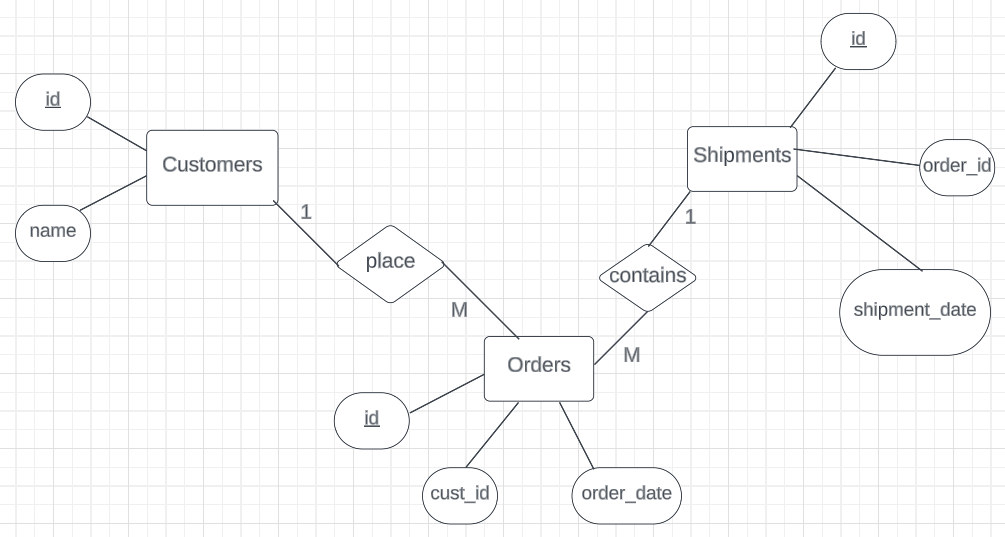 id
Customers
name
1
place
M
Orders
id
cust_id
order_date
M
contains
1
Shipments
id
order_id
shipment_date